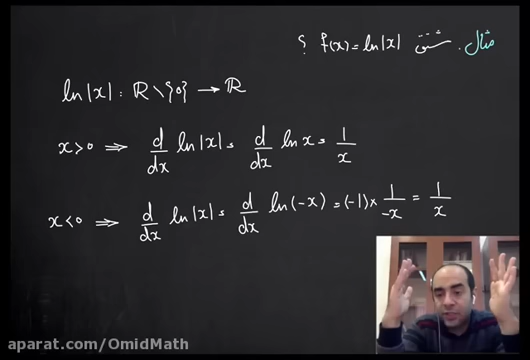 مثال. مشتق f(x) = ln|x| ؟
ln|x| : ℝ∖{0} → ℝ
x>0 ⇒ d/dx ln|x| = d/dx ln x = 1/x
x<0 ⇒ d/dx ln|x| = d/dx ln(-x) = (-1) × 1/-x = 1/x
aparat.com/OmidMath